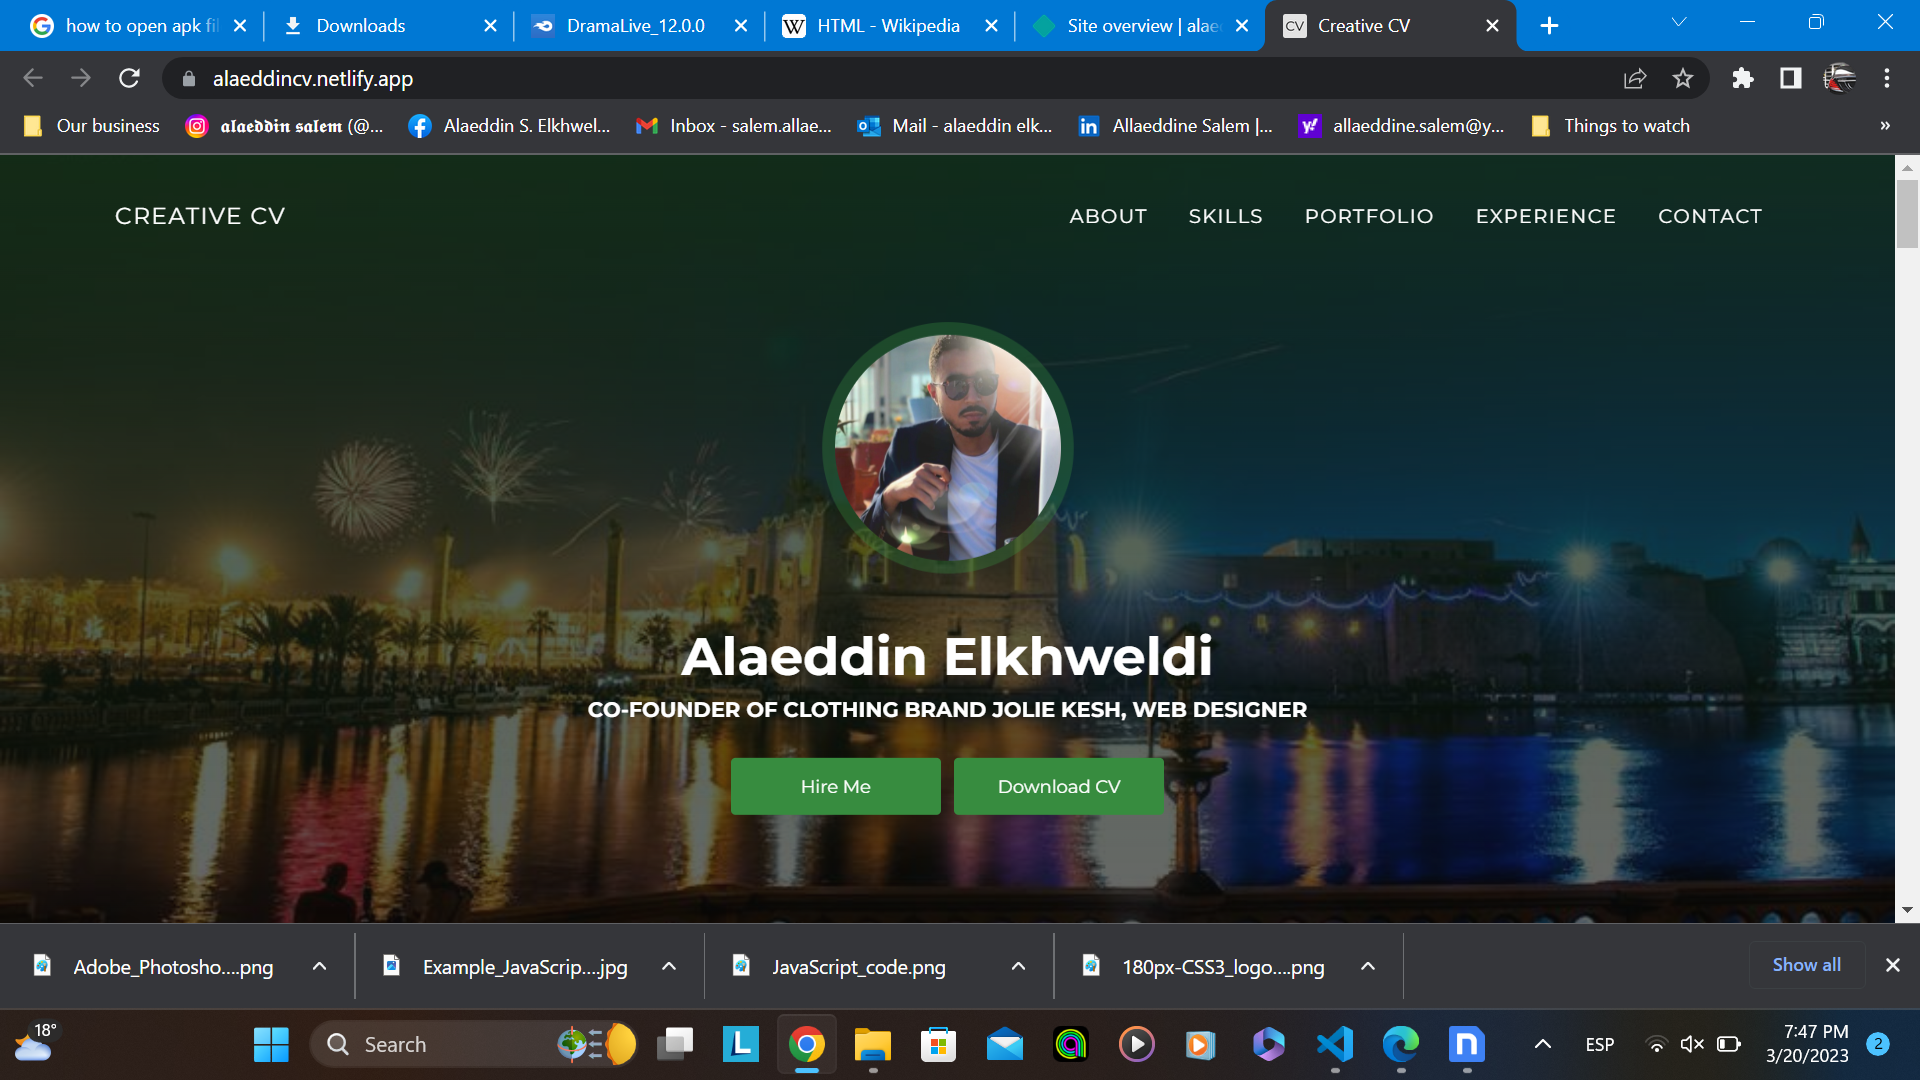 how to open apk fil
Downloads
DramaLive_12.0.0
W HTML - Wikipedia
Site overview | alae
CV Creative CV
alaeddincv.netlify.app
Our business
𝖆𝖑𝖆𝖊𝖉𝖉𝖎𝖓 𝖘𝖆𝖑𝖊𝖒 (@...
Alaeddin S. Elkhwel...
Inbox - salem.allae...
Mail - alaeddin elk...
in Allaeddine Salem |...
y! allaeddine.salem@y...
Things to watch
»
CREATIVE CV
ABOUT
SKILLS
PORTFOLIO
EXPERIENCE
CONTACT
Alaeddin Elkhweldi
CO-FOUNDER OF CLOTHING BRAND JOLIE KESH, WEB DESIGNER
Hire Me
Download CV
Adobe_Photosho....png
Example_JavaScrip....jpg
JavaScript_code.png
180px-CSS3_logo....png
Show all
18°
Search
L
ESP
7:47 PM
3/20/2023
2